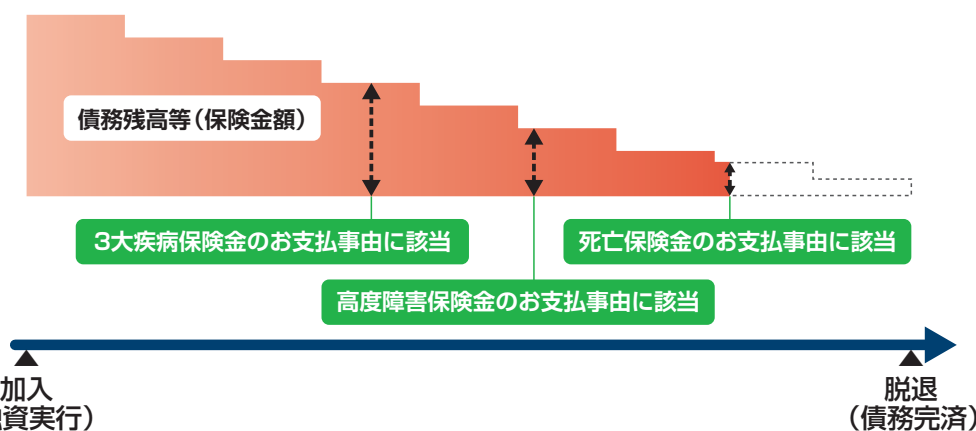 債務残高等(保険金額)
3大疾病保険金のお支払事由に該当
死亡保険金のお支払事由に該当
高度障害保険金のお支払事由に該当
加入
資実行)
脱退
(債務完済)